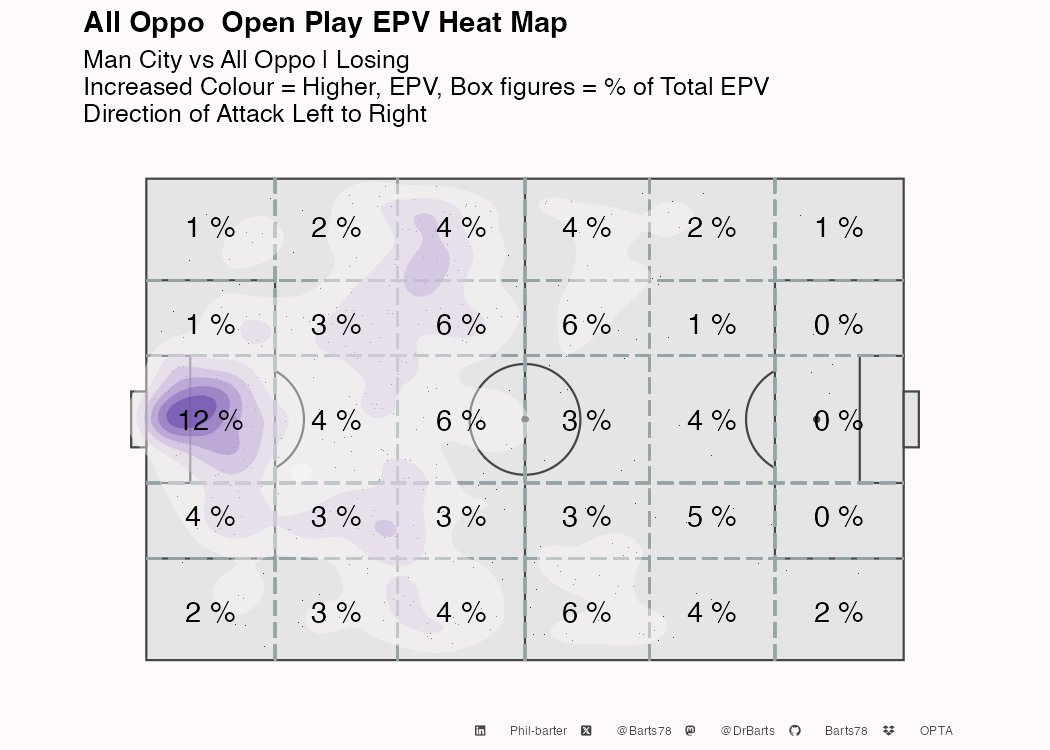 All Oppo  Open Play EPV Heat Map
Man City vs All Oppo | Losing
Increased Colour = Higher, EPV, Box figures = % of Total EPV
Direction of Attack Left to Right
1 % 2 % 4 % 4 % 2 % 1 %
1 % 3 % 6 % 6 % 1 % 0 %
12 % 4 % 6 % 3 % 4 % 0 %
4 % 3 % 3 % 3 % 5 % 0 %
2 % 3 % 4 % 6 % 4 % 2 %
Phil-barter @Barts78 @DrBarts Barts78 OPTA